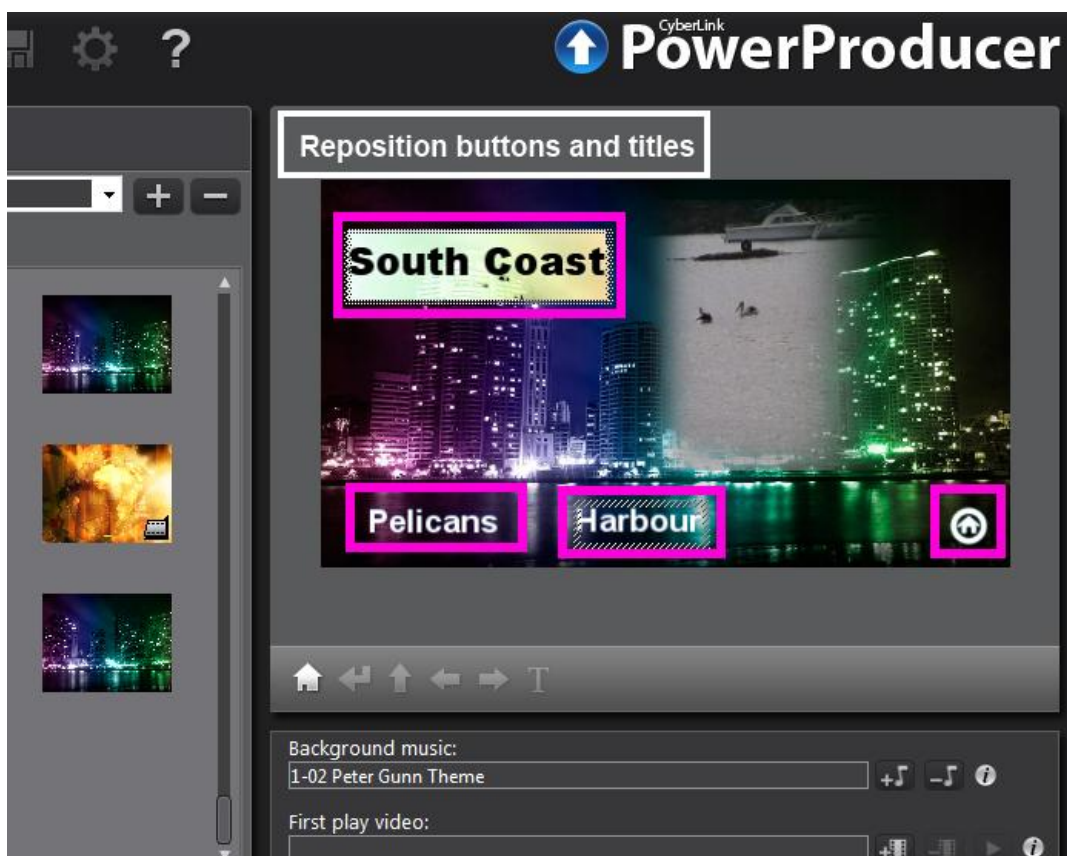 ?
CyberLink
PowerProducer
Reposition buttons and titles
South Coast
Pelicans
Harbour
T
Background music:
1-02 Peter Gunn Theme
First play video: